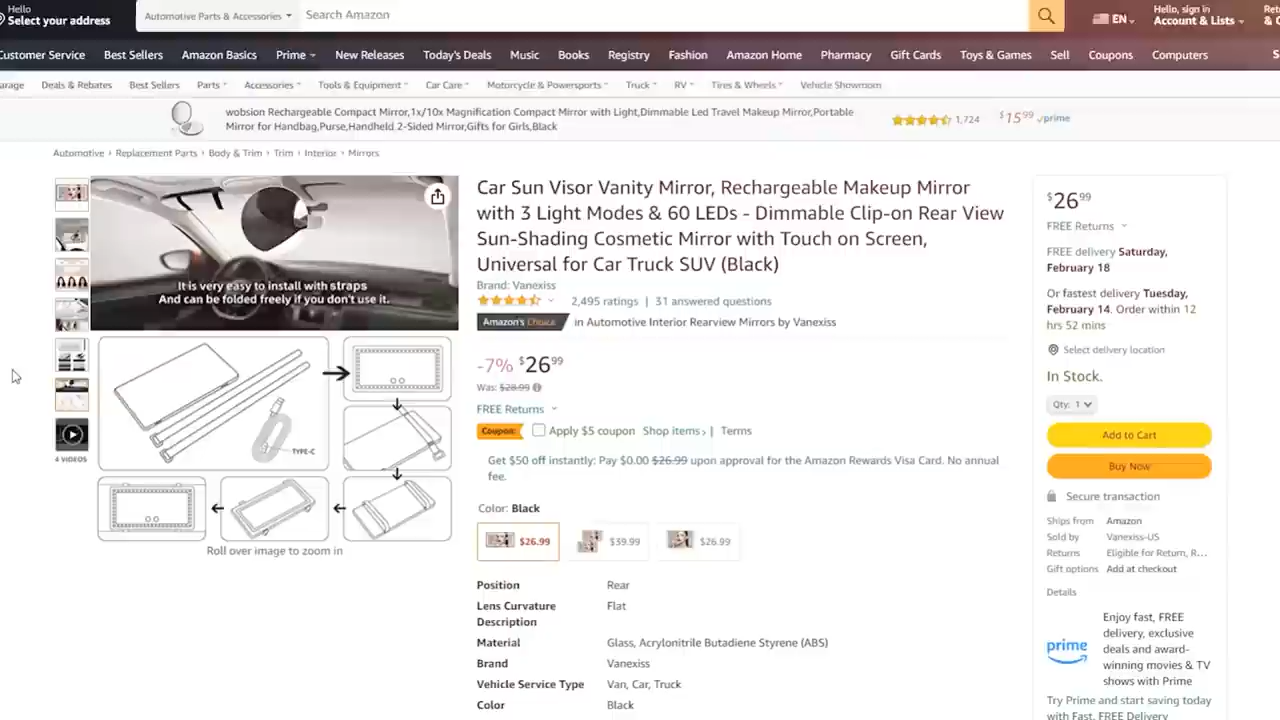 Hello
Select your address
Automotive Parts & Accessories
Search Amazon
EN
Hello, sign in
Account & Lists
Customer Service
Best Sellers
Amazon Basics
Prime
New Releases
Today's Deals
Music
Books
Registry
Fashion
Amazon Home
Pharmacy
Gift Cards
Toys & Games
Sell
Coupons
Computers
Deals & Rebates
Best Sellers
Parts
Accessories
Tools & Equipment
Car Care
Motorcycle & Powersports
Truck
RV
Tires & Wheels
Vehicle Showroom
wobsion Rechargeable Compact Mirror,1x/10x Magnification Compact Mirror with Light,Dimmable Led Travel Makeup Mirror,Portable
Mirror for Handbag,Purse,Handheld 2-Sided Mirror,Gifts for Girls,Black
1,724
$15.99 prime
Automotive › Replacement Parts › Body & Trim › Trim › Interior › Mirrors
It is very easy to install with straps
And can be folded freely if you don't use it.
TYPE-C
4 VIDEOS
Roll over image to zoom in
Car Sun Visor Vanity Mirror, Rechargeable Makeup Mirror
with 3 Light Modes & 60 LEDs - Dimmable Clip-on Rear View
Sun-Shading Cosmetic Mirror with Touch on Screen,
Universal for Car Truck SUV (Black)
Brand: Vanexiss
2,495 ratings | 31 answered questions
Amazon's Choice in Automotive Interior Rearview Mirrors by Vanexiss
-7% $26.99
Was: $28.99
FREE Returns
Coupon: Apply $5 coupon Shop items › | Terms
Get $50 off instantly: Pay $0.00 $26.99 upon approval for the Amazon Rewards Visa Card. No annual
fee.
Color: Black
$26.99
$39.99
$26.99
Position Rear
Lens Curvature Flat
Description
Material Glass, Acrylonitrile Butadiene Styrene (ABS)
Brand Vanexiss
Vehicle Service Type Van, Car, Truck
Color Black
$26.99
FREE Returns
FREE delivery Saturday,
February 18
Or fastest delivery Tuesday,
February 14. Order within 12
hrs 52 mins
Select delivery location
In Stock.
Qty: 1
Add to Cart
Buy Now
Secure transaction
Ships from Amazon
Sold by Vanexiss-US
Returns Eligible for Return, R...
Gift options Add at checkout
Details
prime
Enjoy fast, FREE
delivery, exclusive
deals and award-
winning movies & TV
shows with Prime
Try Prime and start saving today
with Fast, FREE Delivery